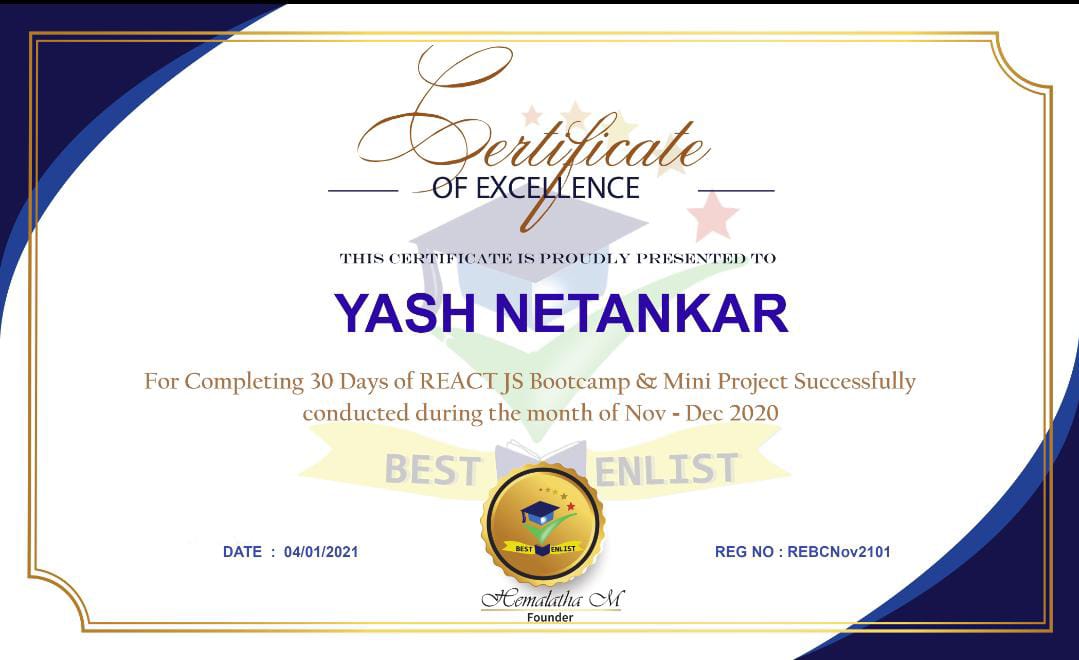 Certificate
OF EXCELLENCE
THIS CERTIFICATE IS PROUDLY PRESENTED TO
YASH NETANKAR
For Completing 30 Days of REACT JS Bootcamp & Mini Project Successfully
conducted during the month of Nov - Dec 2020
BEST ENLIST
BEST ENLIST
DATE : 04/01/2021
REG NO : REBCNov2101
Hemalatha M
Founder